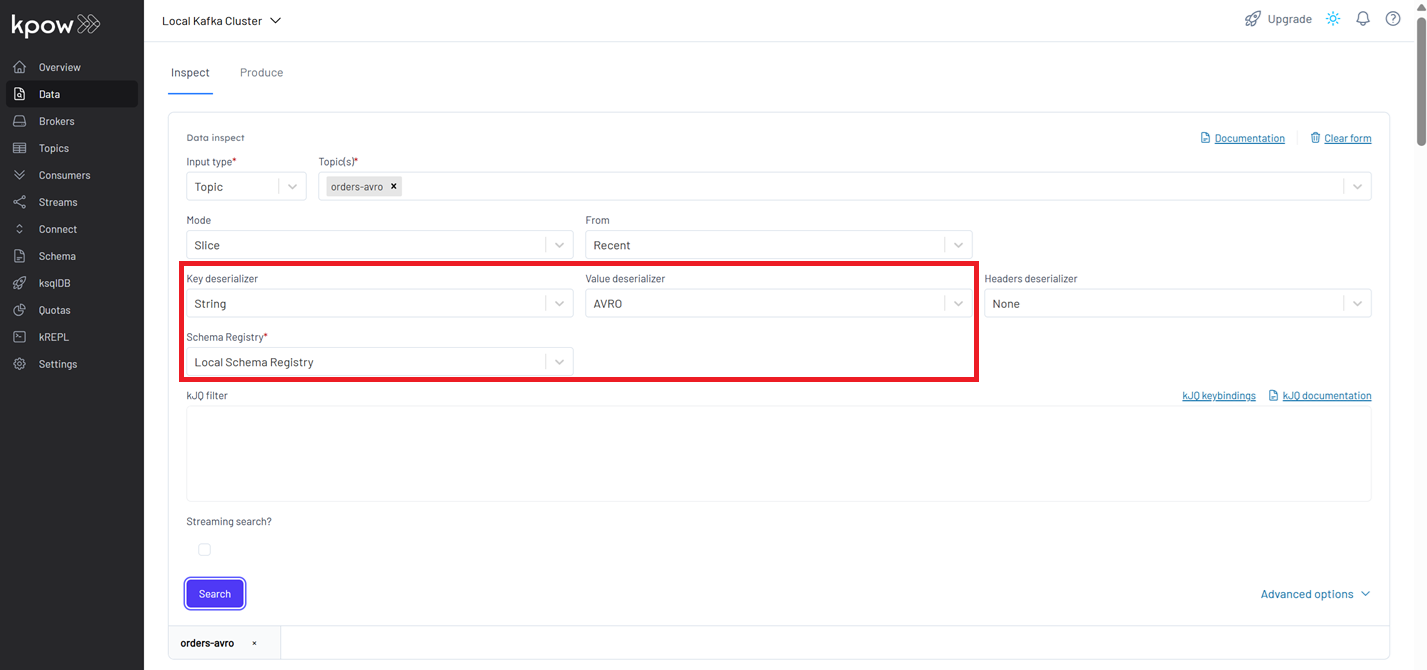 kpow
Local Kafka Cluster
Upgrade
Overview
Data
Brokers
Topics
Consumers
Streams
Connect
Schema
ksqlDB
Quotas
kREPL
Settings
Inspect Produce
Data inspect
Documentation Clear form
Input type* Topic(s)*
Topic orders-avro ×
Mode From
Slice Recent
Key deserializer Value deserializer Headers deserializer
String AVRO None
Schema Registry*
Local Schema Registry
kJQ filter kJQ keybindings kJQ documentation
Streaming search?
Search Advanced options
orders-avro ×